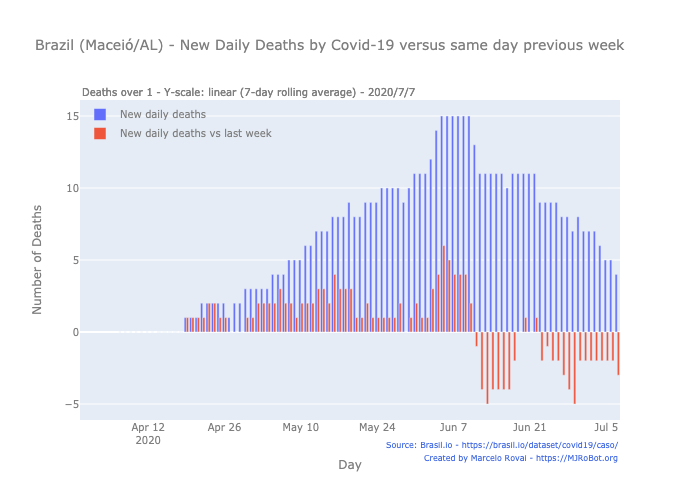 Brazil (Maceió/AL) - New Daily Deaths by Covid-19 versus same day previous week
Deaths over 1 - Y-scale: linear (7-day rolling average) - 2020/7/7
New daily deaths
New daily deaths vs last week
15
10
5
0
−5
Number of Deaths
Apr 12
2020
Apr 26
May 10
May 24
Jun 7
Jun 21
Jul 5
Day
Source: Brasil.io - https://brasil.io/dataset/covid19/caso/
Created by Marcelo Rovai - https://MJRoBot.org